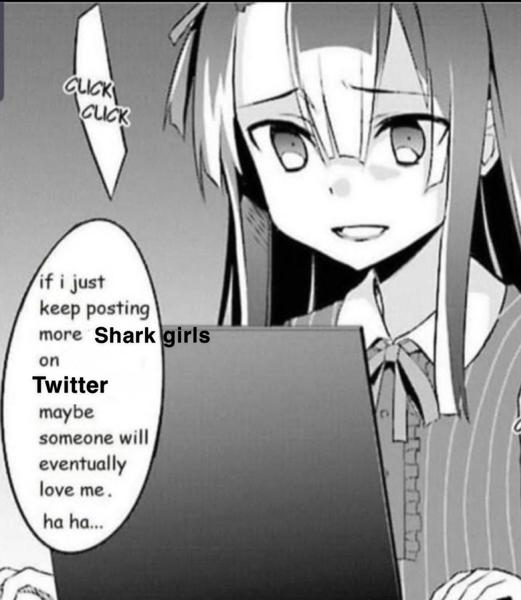 CLICK
CLICK
if i just
keep posting
more Shark girls
on
Twitter
maybe
someone will
eventually
love me.
ha ha...